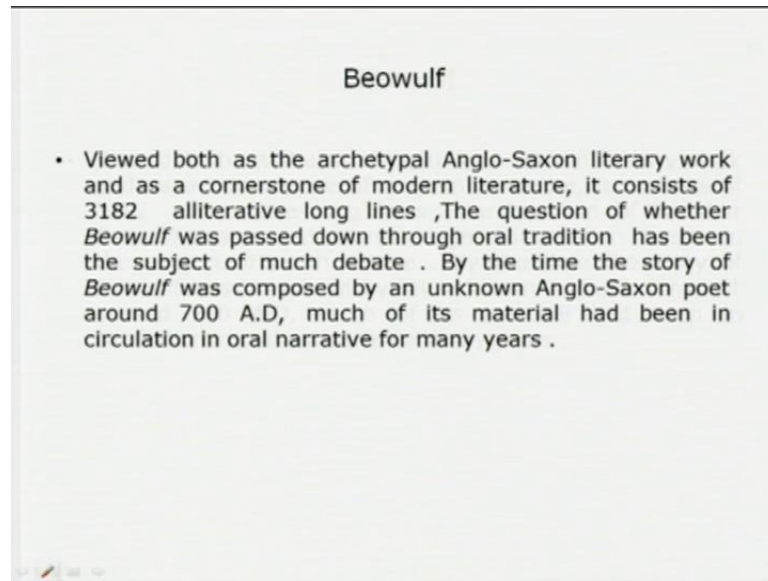 Beowulf
• Viewed both as the archetypal Anglo-Saxon literary work
and as a cornerstone of modern literature, it consists of
3182 alliterative long lines ,The question of whether
Beowulf was passed down through oral tradition has been
the subject of much debate . By the time the story of
Beowulf was composed by an unknown Anglo-Saxon poet
around 700 A.D, much of its material had been in
circulation in oral narrative for many years .